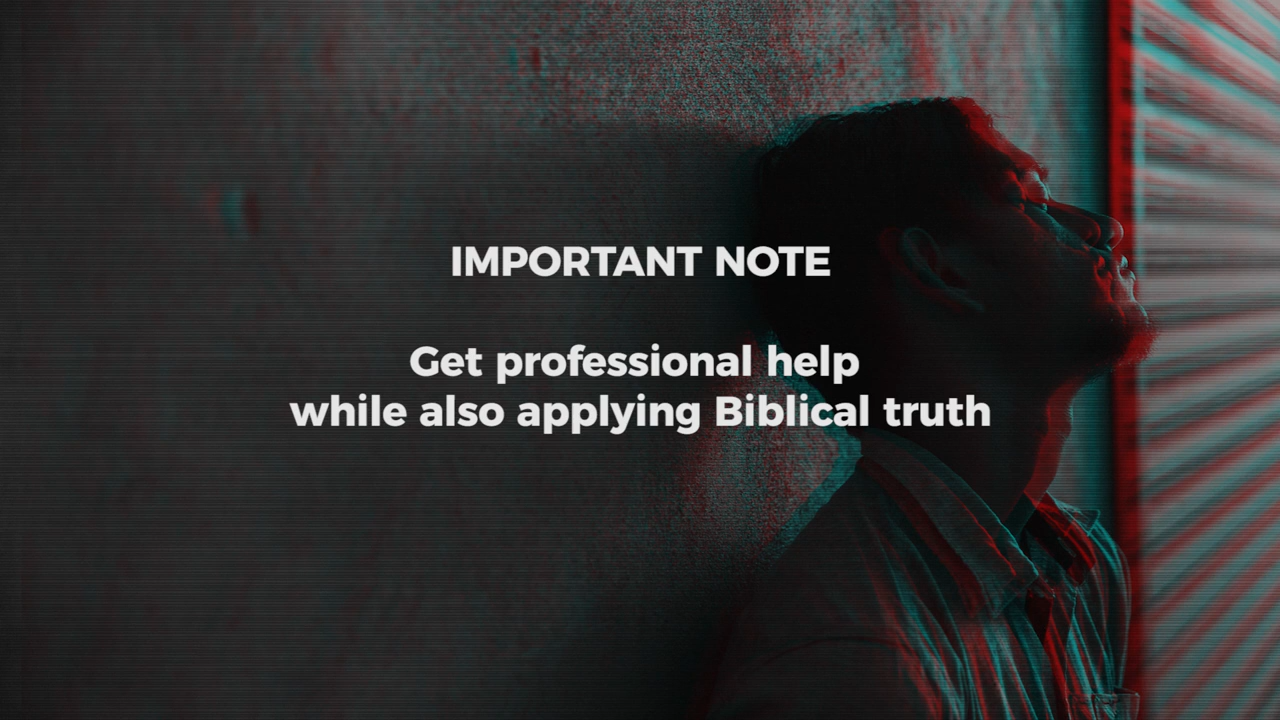 IMPORTANT NOTE
Get professional help
while also applying Biblical truth